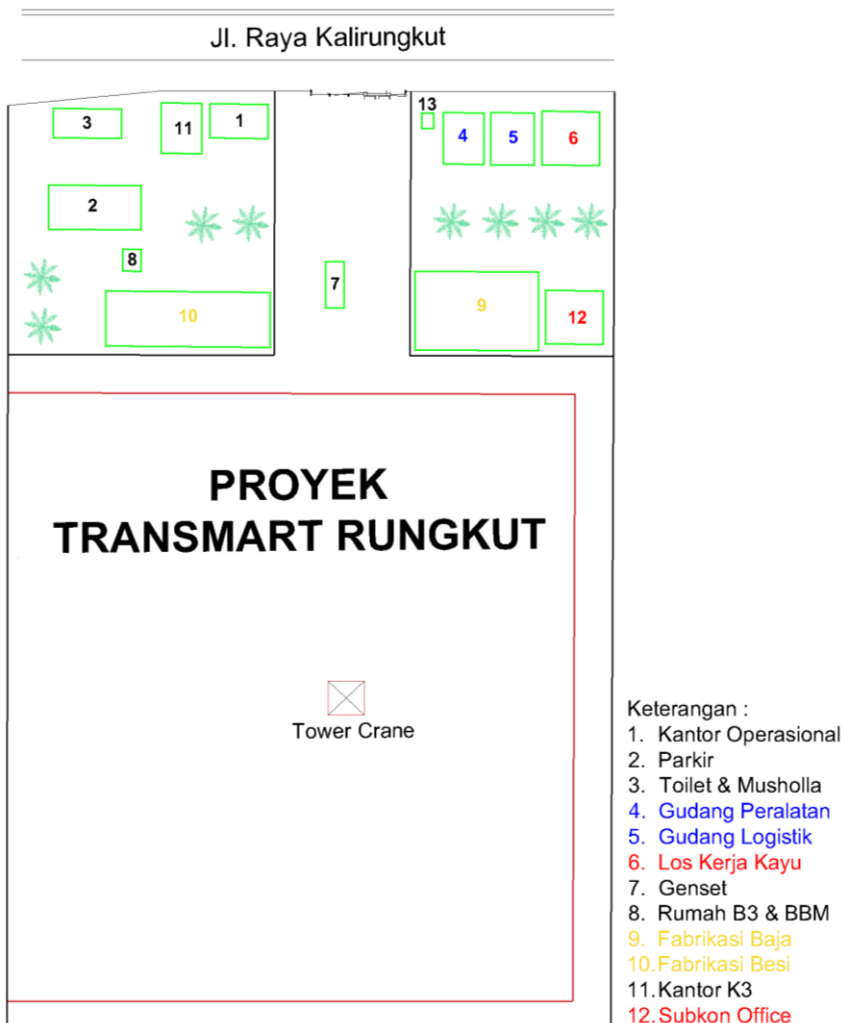 Jl. Raya Kalirungkut
3
11
1
13
4
5
6
2
8
7
10
9
12
PROYEK
TRANSMART RUNGKUT
Tower Crane
Keterangan :
1. Kantor Operasional
2. Parkir
3. Toilet & Musholla
4. Gudang Peralatan
5. Gudang Logistik
6. Los Kerja Kayu
7. Genset
8. Rumah B3 & BBM
9. Fabrikasi Baja
10.Fabrikasi Besi
11.Kantor K3
12.Subkon Office